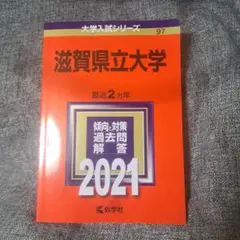 大学入試シリーズ
97
滋賀県立大学
最近2カ年
傾向と対策
過去問
解答
2021
教学社